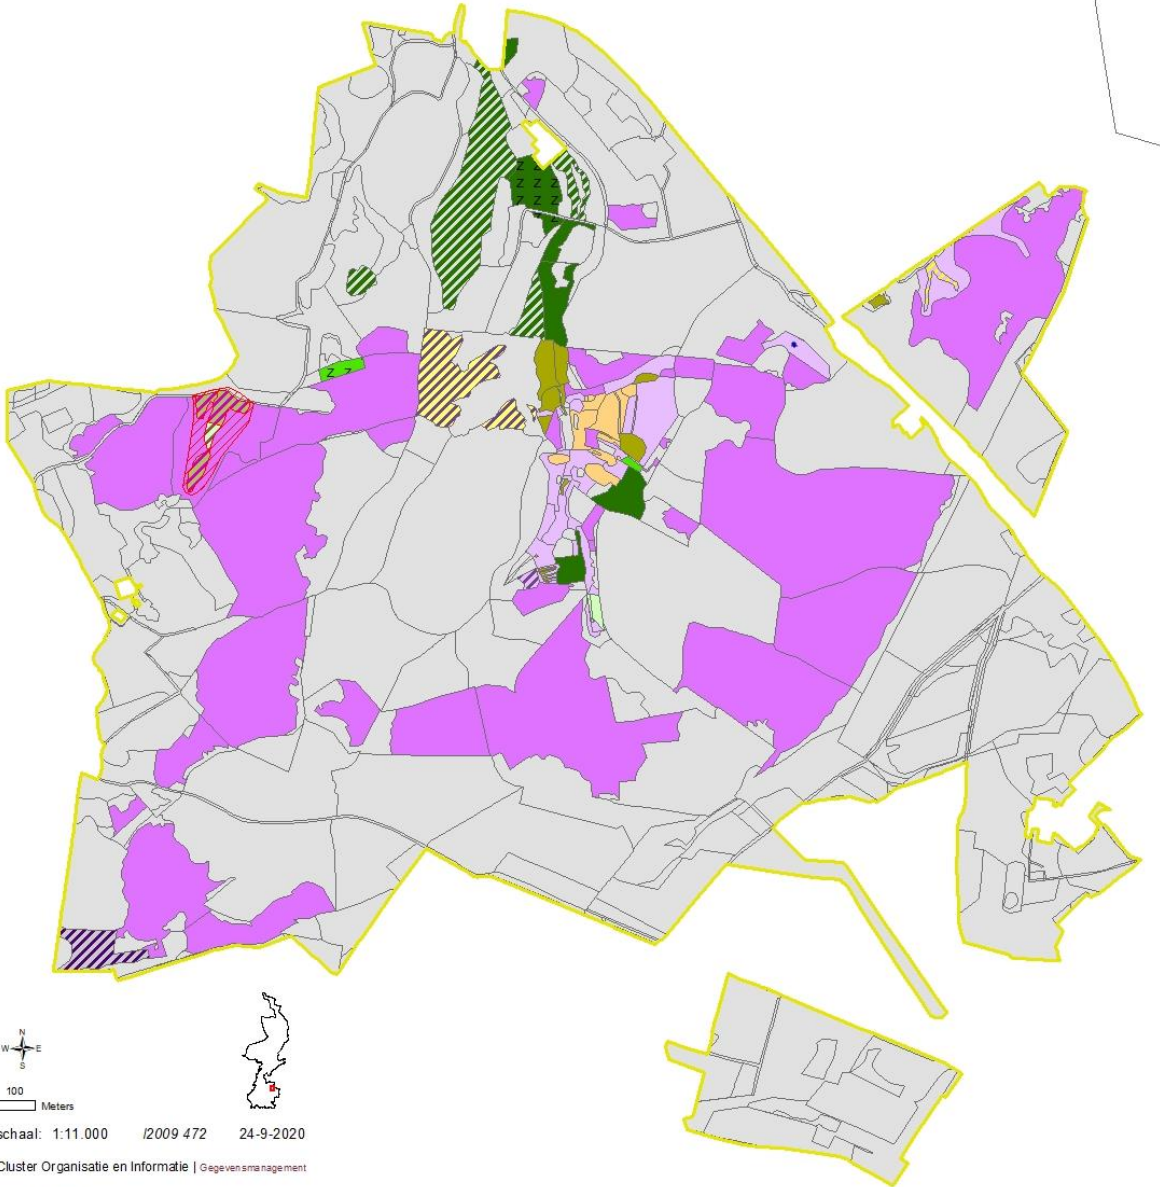 Z Z
Z Z Z
Z Z Z
Z
Z Z
N
W E
S
100
Meters
schaal: 1:11.000 I2009 472 24-9-2020
Cluster Organisatie en Informatie | Gegevensmanagement